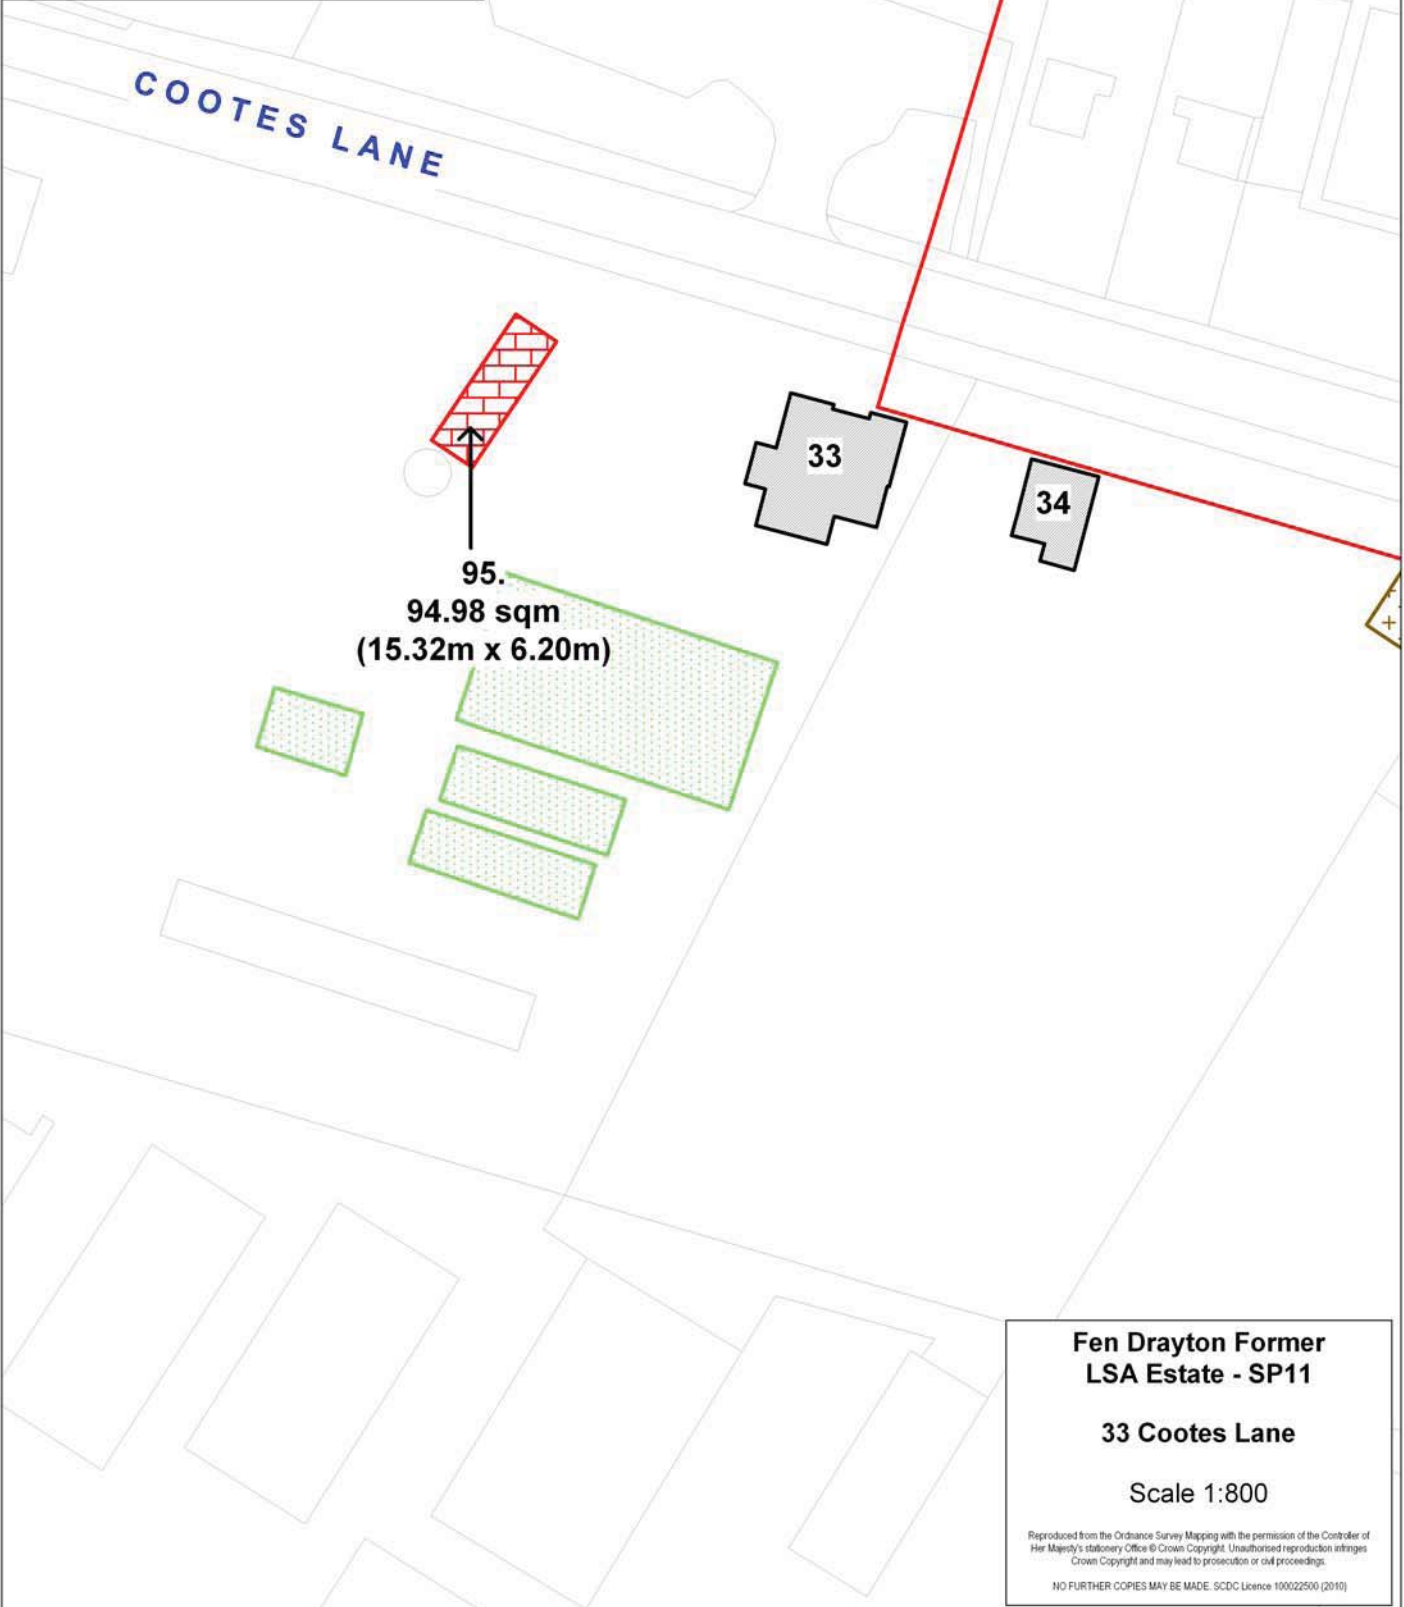 COOTES LANE
33
34
95.
94.98 sqm
(15.32m x 6.20m)
Fen Drayton Former
LSA Estate - SP11
33 Cootes Lane
Scale 1:800
Reproduced from the Ordnance Survey Mapping with the permission of the Controller of
Her Majesty's stationery Office © Crown Copyright. Unauthorised reproduction infringes
Crown Copyright and may lead to prosecution or civil proceedings.
NO FURTHER COPIES MAY BE MADE. SCDC Licence 100022500 (2010)